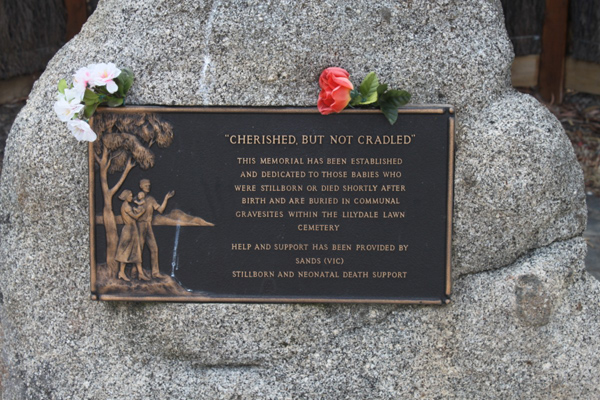 "CHERISHED, BUT NOT CRADLED"
THIS MEMORIAL HAS BEEN ESTABLISHED
AND DEDICATED TO THOSE BABIES WHO
WERE STILLBORN OR DIED SHORTLY AFTER
BIRTH AND ARE BURIED IN COMMUNAL
GRAVESITES WITHIN THE LILYDALE LAWN
CEMETERY
HELP AND SUPPORT HAS BEEN PROVIDED BY
SANDS (VIC)
STILLBORN AND NEONATAL DEATH SUPPORT